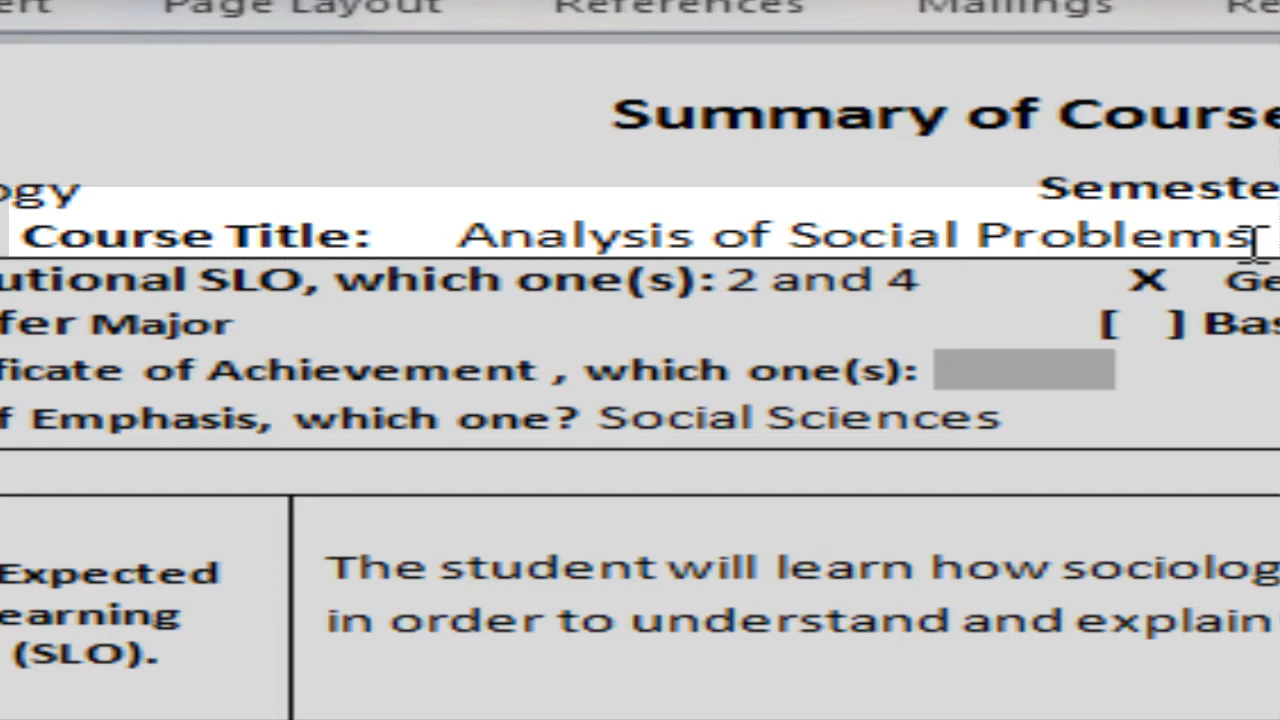 Page Layout References Mailings
Summary of Course
Semeste
Course Title: Analysis of Social Problems
utional SLO, which one(s): 2 and 4 X Ge
fer Major [ ] Bas
ficate of Achievement , which one(s):
f Emphasis, which one? Social Sciences
Expected
earning
(SLO).
The student will learn how sociolog
in order to understand and explain